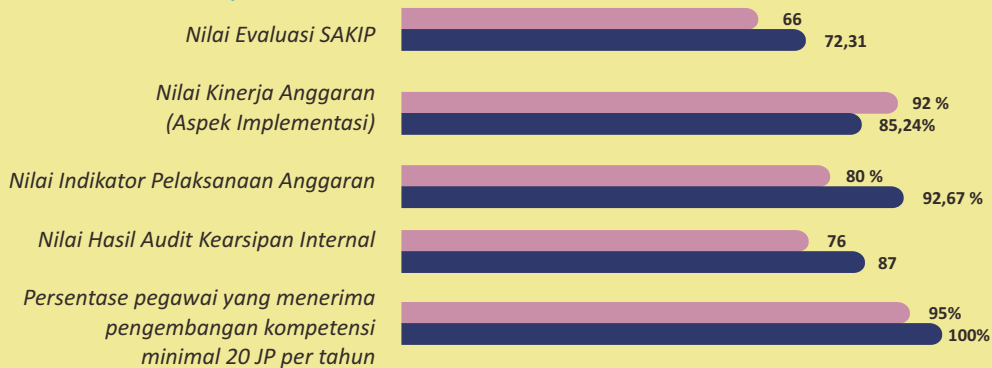 Nilai Evaluasi SAKIP
66
72,31
Nilai Kinerja Anggaran
(Aspek Implementasi)
92 %
85,24%
Nilai Indikator Pelaksanaan Anggaran
80 %
92,67 %
Nilai Hasil Audit Kearsipan Internal
76
87
Persentase pegawai yang menerima
pengembangan kompetensi
minimal 20 JP per tahun
95%
100%